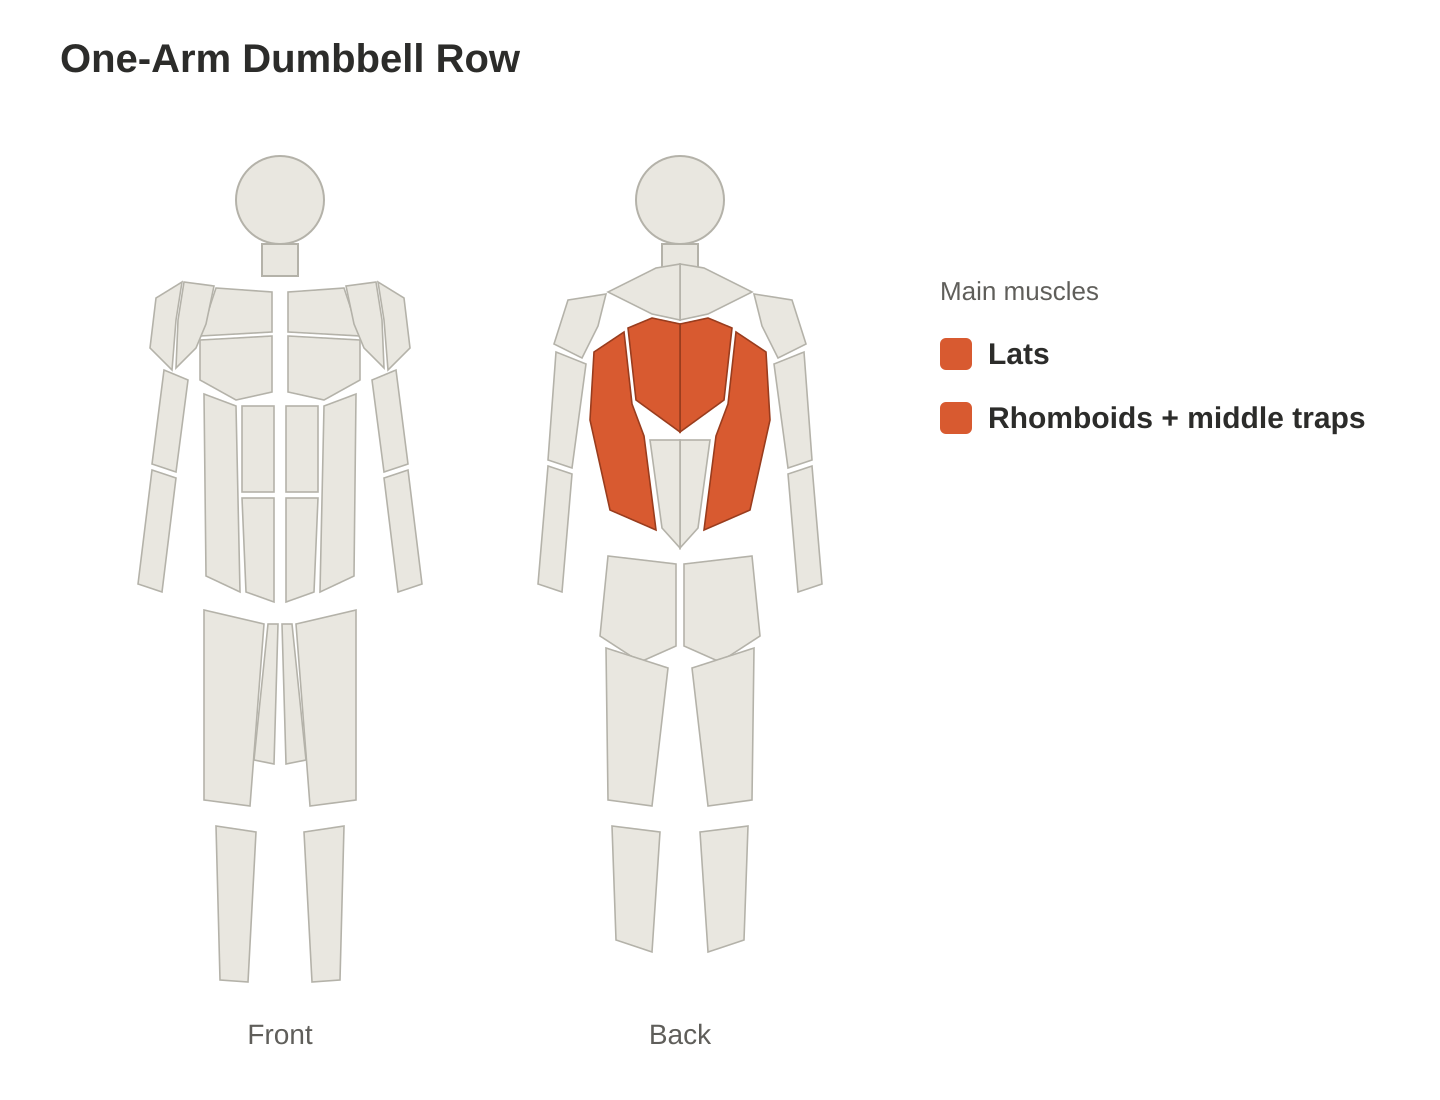 One-Arm Dumbbell Row
Main muscles
Lats
Rhomboids + middle traps
Front
Back